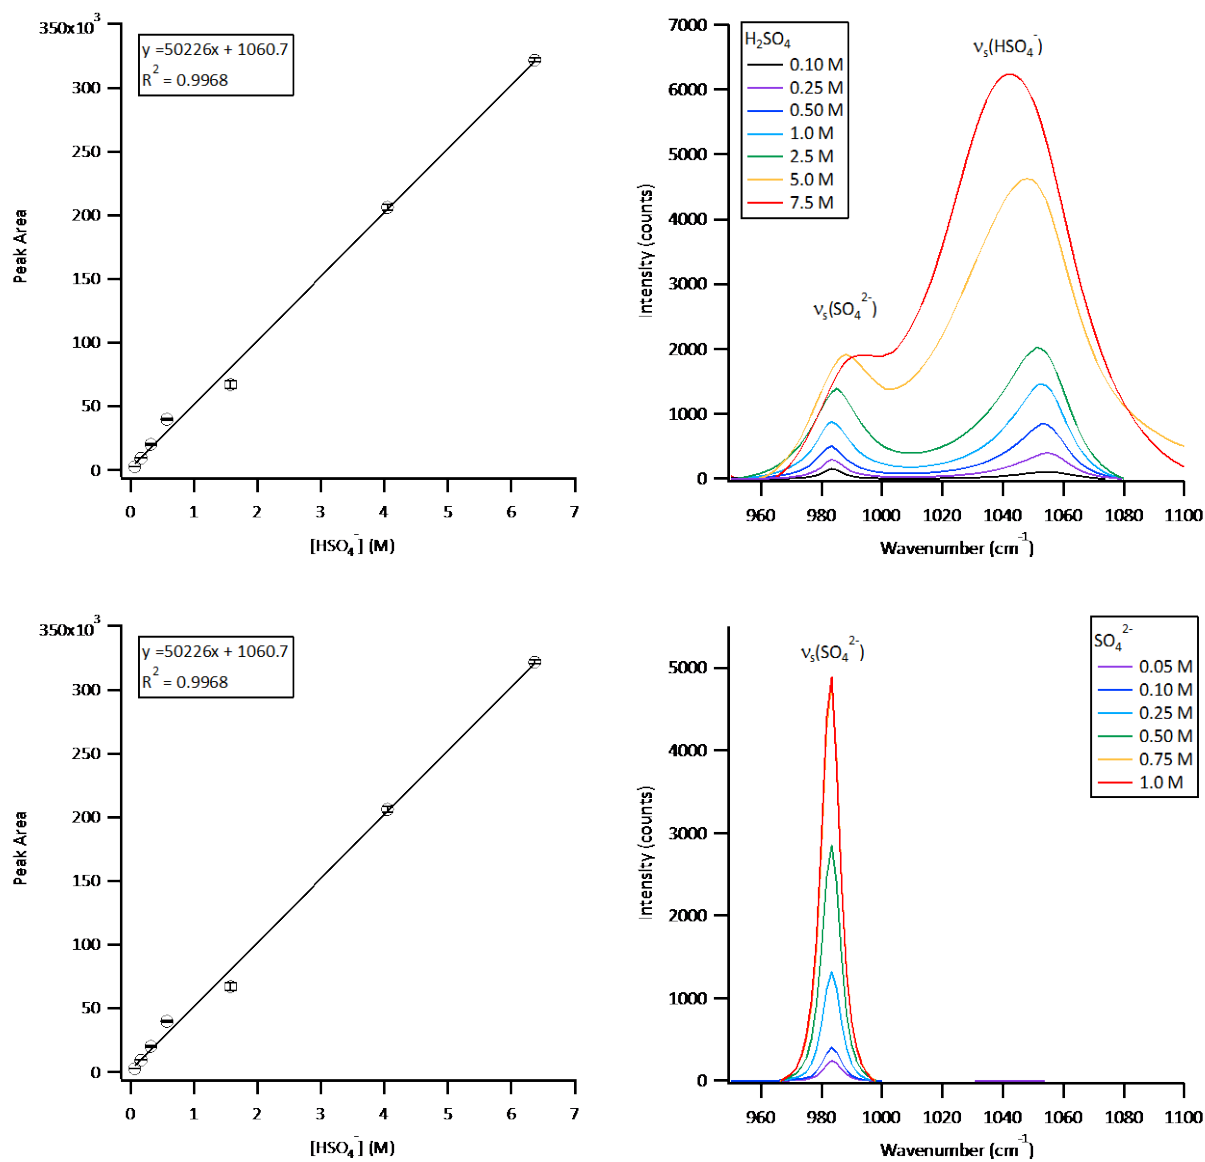 350x10³
300
250
200
150
100
50
0
Peak Area
y =50226x + 1060.7
R² = 0.9968
0 1 2 3 4 5 6 7
[HSO₄⁻] (M)
7000
6000
5000
4000
3000
2000
1000
0
Intensity (counts)
H₂SO₄
0.10 M
0.25 M
0.50 M
1.0 M
2.5 M
5.0 M
7.5 M
νₛ(HSO₄⁻)
νₛ(SO₄²⁻)
960 980 1000 1020 1040 1060 1080 1100
Wavenumber (cm⁻¹)
350x10³
300
250
200
150
100
50
0
Peak Area
y =50226x + 1060.7
R² = 0.9968
0 1 2 3 4 5 6 7
[HSO₄⁻] (M)
5000
4000
3000
2000
1000
0
Intensity (counts)
νₛ(SO₄²⁻)
SO₄²⁻
0.05 M
0.10 M
0.25 M
0.50 M
0.75 M
1.0 M
960 980 1000 1020 1040 1060 1080 1100
Wavenumber (cm⁻¹)